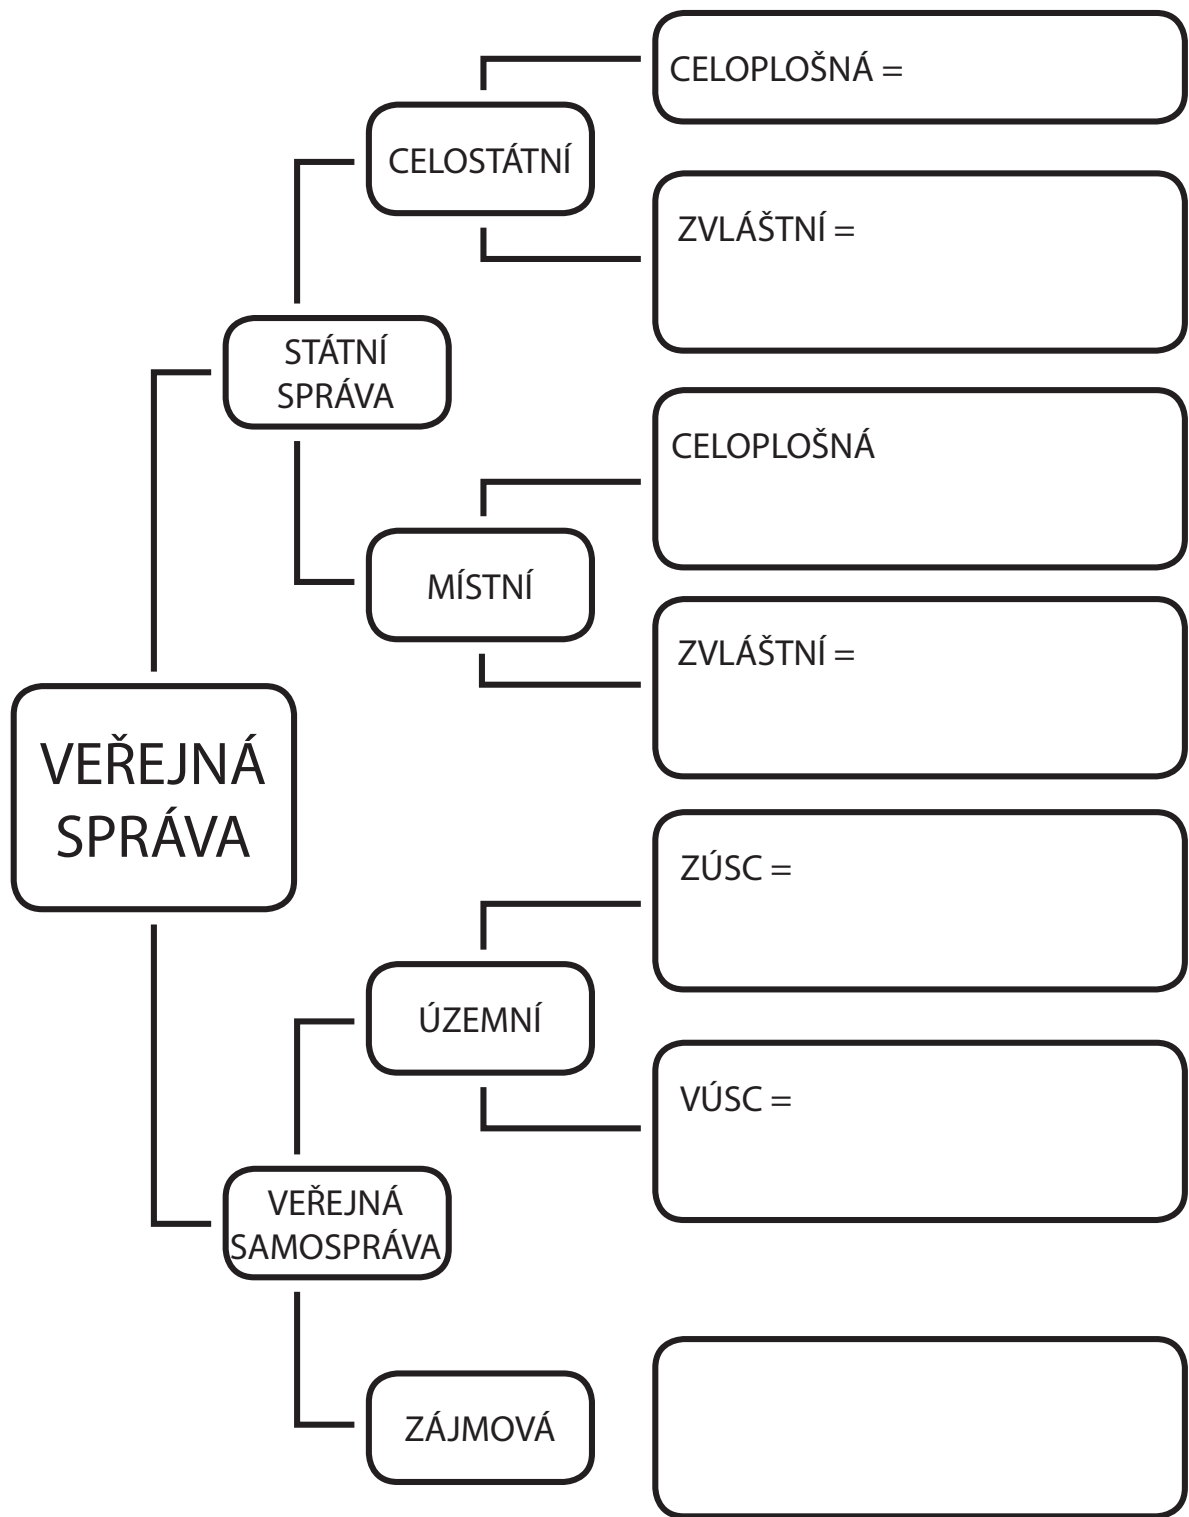 CELOPLOŠNÁ =
CELOSTÁTNÍ
ZVLÁŠTNÍ =
STÁTNÍ
SPRÁVA
CELOPLOŠNÁ
MÍSTNÍ
ZVLÁŠTNÍ =
VEŘEJNÁ
SPRÁVA
ZÚSC =
ÚZEMNÍ
VÚSC =
VEŘEJNÁ
SAMOSPRÁVA
ZÁJMOVÁ